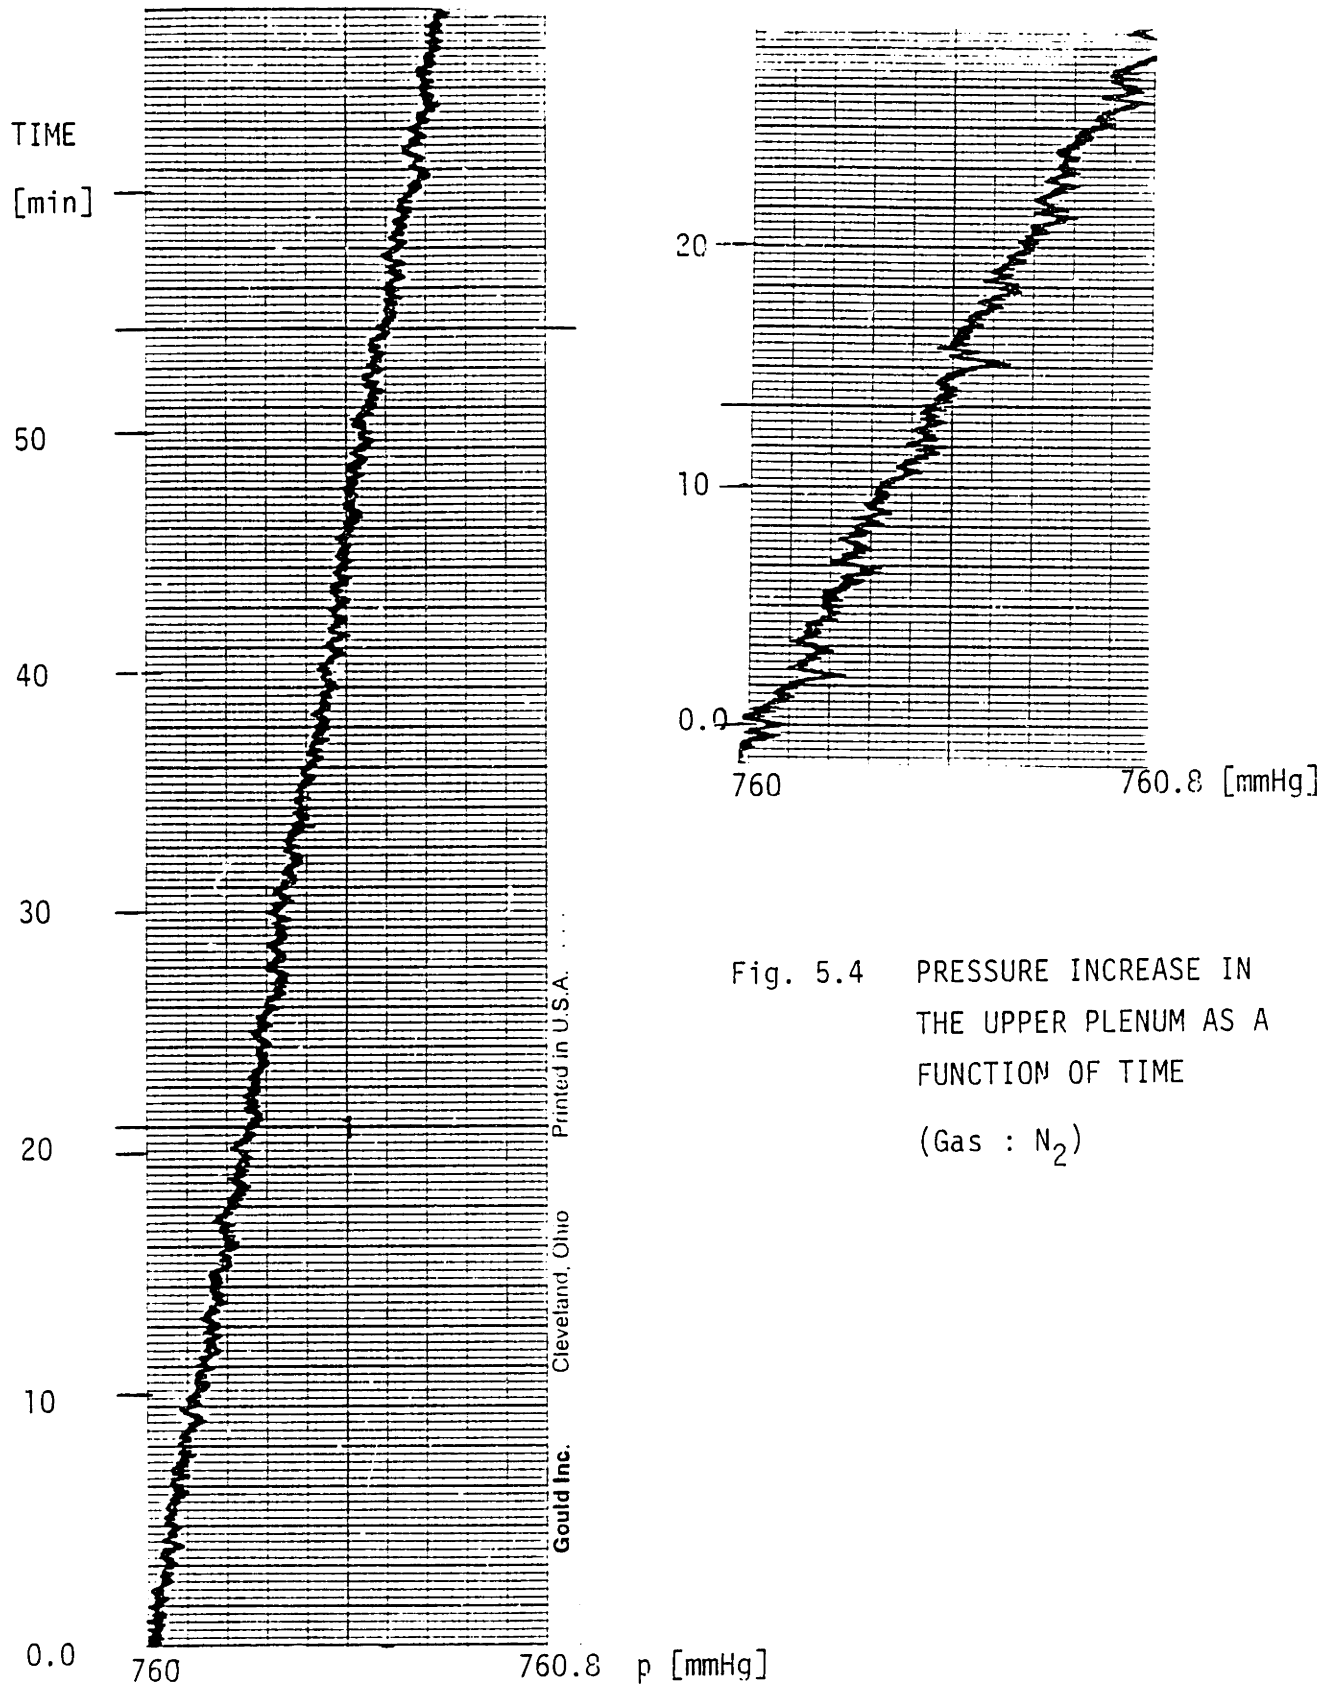 TIME
[min]
50
40
30
20
10
0.0
760
760.8 p [mmHg]
Gould Inc. Cleveland, Ohio Printed in U.S.A.
20
10
0.0
760
760.8 [mmHg]
Fig. 5.4 PRESSURE INCREASE IN
THE UPPER PLENUM AS A
FUNCTION OF TIME
(Gas : N2)